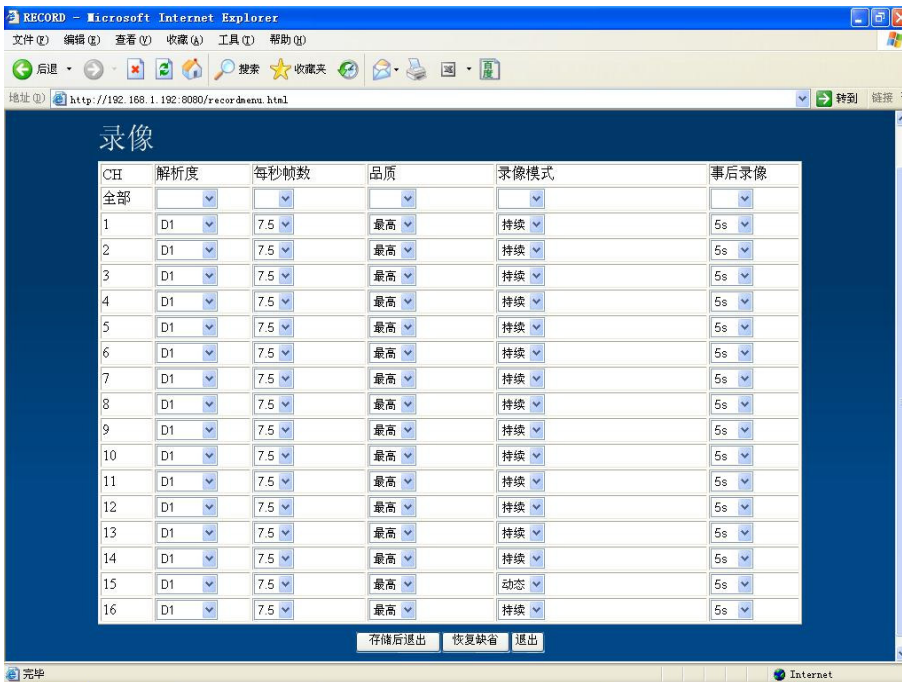 RECORD - Microsoft Internet Explorer
文件(F) 编辑(E) 查看(V) 收藏(A) 工具(T) 帮助(H)
后退 搜索 收藏夹
地址(D) http://192.168.1.192:8080/recordmenu.html 转到 链接
录像
CH 解析度 每秒帧数 品质 录像模式 事后录像
全部
1 D1 7.5 最高 持续 5s
2 D1 7.5 最高 持续 5s
3 D1 7.5 最高 持续 5s
4 D1 7.5 最高 持续 5s
5 D1 7.5 最高 持续 5s
6 D1 7.5 最高 持续 5s
7 D1 7.5 最高 持续 5s
8 D1 7.5 最高 持续 5s
9 D1 7.5 最高 持续 5s
10 D1 7.5 最高 持续 5s
11 D1 7.5 最高 持续 5s
12 D1 7.5 最高 持续 5s
13 D1 7.5 最高 持续 5s
14 D1 7.5 最高 持续 5s
15 D1 7.5 最高 动态 5s
16 D1 7.5 最高 持续 5s
存储后退出 恢复缺省 退出
完毕 Internet